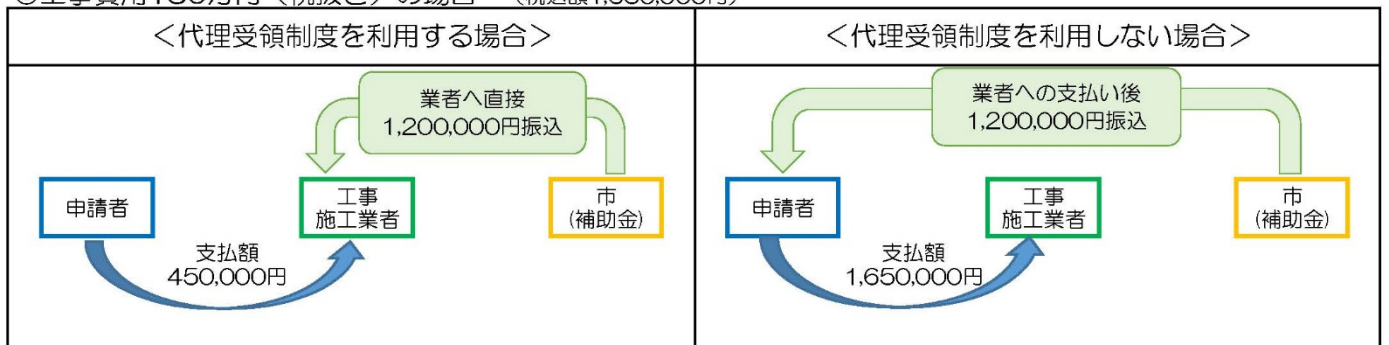 ＜代理受領制度を利用する場合＞
業者へ直接
1,200,000円振込
申請者
工事
施工業者
市
(補助金)
支払額
450,000円
＜代理受領制度を利用しない場合＞
業者への支払い後
1,200,000円振込
申請者
工事
施工業者
市
(補助金)
支払額
1,650,000円